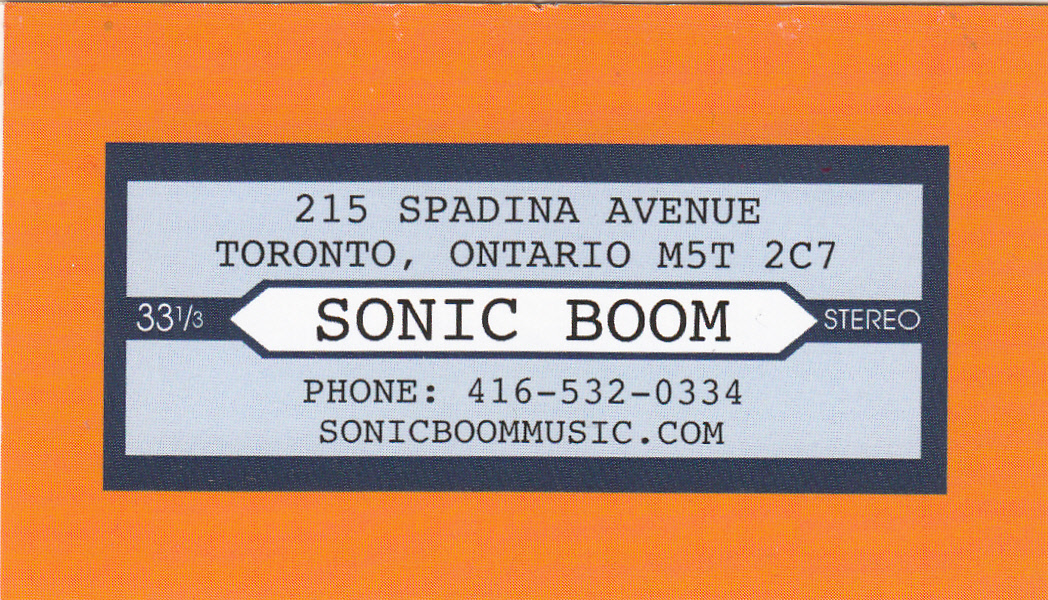 215 SPADINA AVENUE
TORONTO, ONTARIO M5T 2C7
33 1/3
SONIC BOOM
STEREO
PHONE: 416-532-0334
SONICBOOMMUSIC.COM